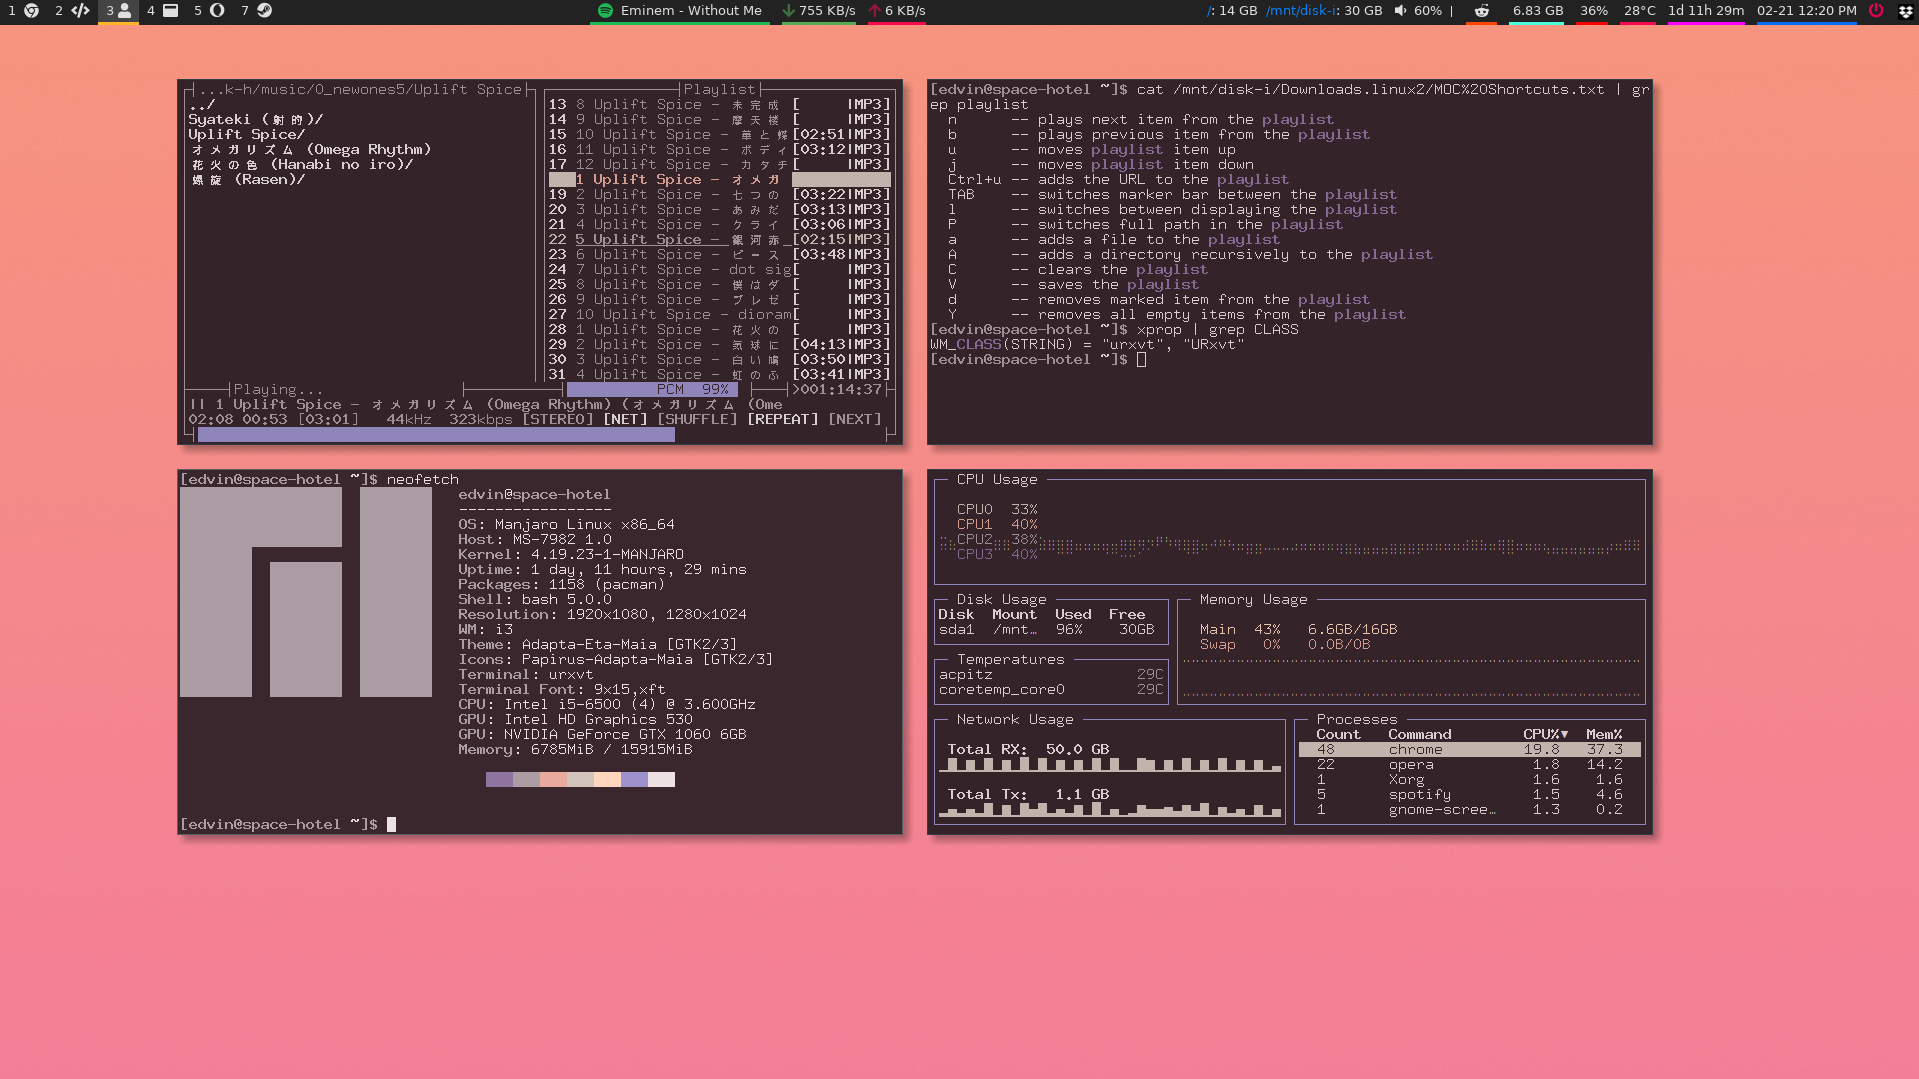 1 2 3 4 5 7 Eminem - Without Me 755 KB/s 6 KB/s /: 14 GB /mnt/disk-i: 30 GB 60% | 6.83 GB 36% 28°C 1d 11h 29m 02-21 12:20 PM
...k-h/music/0_newones5/Uplift Spice
../
Syateki (射的)/
Uplift Spice/
オメガリズム (Omega Rhythm)
花火の色 (Hanabi no iro)/
螺旋 (Rasen)/
Playlist
13 8 Uplift Spice - 未完成 [ |MP3]
14 9 Uplift Spice - 摩天楼 [ |MP3]
15 10 Uplift Spice - 華と蝶 [02:51|MP3]
16 11 Uplift Spice - ボディ [03:12|MP3]
17 12 Uplift Spice - カタチ [ |MP3]
1 Uplift Spice - オメガ
19 2 Uplift Spice - 七つの [03:22|MP3]
20 3 Uplift Spice - あみだ [03:13|MP3]
21 4 Uplift Spice - クライ [03:06|MP3]
22 5 Uplift Spice - 銀河赤 [02:15|MP3]
23 6 Uplift Spice - ピース [03:48|MP3]
24 7 Uplift Spice - dot sig[ |MP3]
25 8 Uplift Spice - 僕はダ [ |MP3]
26 9 Uplift Spice - プレゼ [ |MP3]
27 10 Uplift Spice - dioram[ |MP3]
28 1 Uplift Spice - 花火の [ |MP3]
29 2 Uplift Spice - 気球に [04:13|MP3]
30 3 Uplift Spice - 白い鳴 [03:50|MP3]
31 4 Uplift Spice - 虹のふ [03:41|MP3]
Playing... PCM 99% >001:14:37
|| 1 Uplift Spice - オメガリズム (Omega Rhythm) (オメガリズム (Ome
02:08 00:53 [03:01] 44kHz 323kbps [STEREO] [NET] [SHUFFLE] [REPEAT] [NEXT]
[edvin@space-hotel ~]$ cat /mnt/disk-i/Downloads.linux2/MOC%20Shortcuts.txt | gr
ep playlist
n -- plays next item from the playlist
b -- plays previous item from the playlist
u -- moves playlist item up
j -- moves playlist item down
Ctrl+u -- adds the URL to the playlist
TAB -- switches marker bar between the playlist
l -- switches between displaying the playlist
P -- switches full path in the playlist
a -- adds a file to the playlist
A -- adds a directory recursively to the playlist
C -- clears the playlist
V -- saves the playlist
d -- removes marked item from the playlist
Y -- removes all empty items from the playlist
[edvin@space-hotel ~]$ xprop | grep CLASS
WM_CLASS(STRING) = "urxvt", "URxvt"
[edvin@space-hotel ~]$
[edvin@space-hotel ~]$ neofetch
edvin@space-hotel
-----------------
OS: Manjaro Linux x86_64
Host: MS-7982 1.0
Kernel: 4.19.23-1-MANJARO
Uptime: 1 day, 11 hours, 29 mins
Packages: 1158 (pacman)
Shell: bash 5.0.0
Resolution: 1920x1080, 1280x1024
WM: i3
Theme: Adapta-Eta-Maia [GTK2/3]
Icons: Papirus-Adapta-Maia [GTK2/3]
Terminal: urxvt
Terminal Font: 9x15,xft
CPU: Intel i5-6500 (4) @ 3.600GHz
GPU: Intel HD Graphics 530
GPU: NVIDIA GeForce GTX 1060 6GB
Memory: 6785MiB / 15915MiB
[edvin@space-hotel ~]$
CPU Usage
CPU0 33%
CPU1 40%
CPU2 38%
CPU3 40%
Disk Usage
Disk Mount Used Free
sda1 /mnt… 96% 30GB
Memory Usage
Main 43% 6.6GB/16GB
Swap 0% 0.0B/0B
Temperatures
acpitz 29C
coretemp_core0 29C
Network Usage
Total RX: 50.0 GB
Total Tx: 1.1 GB
Processes
Count Command CPU%▼ Mem%
48 chrome 19.8 37.3
22 opera 1.8 14.2
1 Xorg 1.6 1.6
5 spotify 1.5 4.6
1 gnome-scree… 1.3 0.2